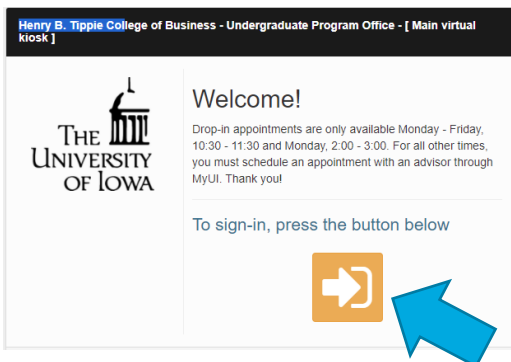 Henry B. Tippie College of Business - Undergraduate Program Office - [ Main virtual
kiosk ]
THE
UNIVERSITY
OF IOWA
Welcome!
Drop-in appointments are only available Monday - Friday,
10:30 - 11:30 and Monday, 2:00 - 3:00. For all other times,
you must schedule an appointment with an advisor through
MyUI. Thank you!
To sign-in, press the button below